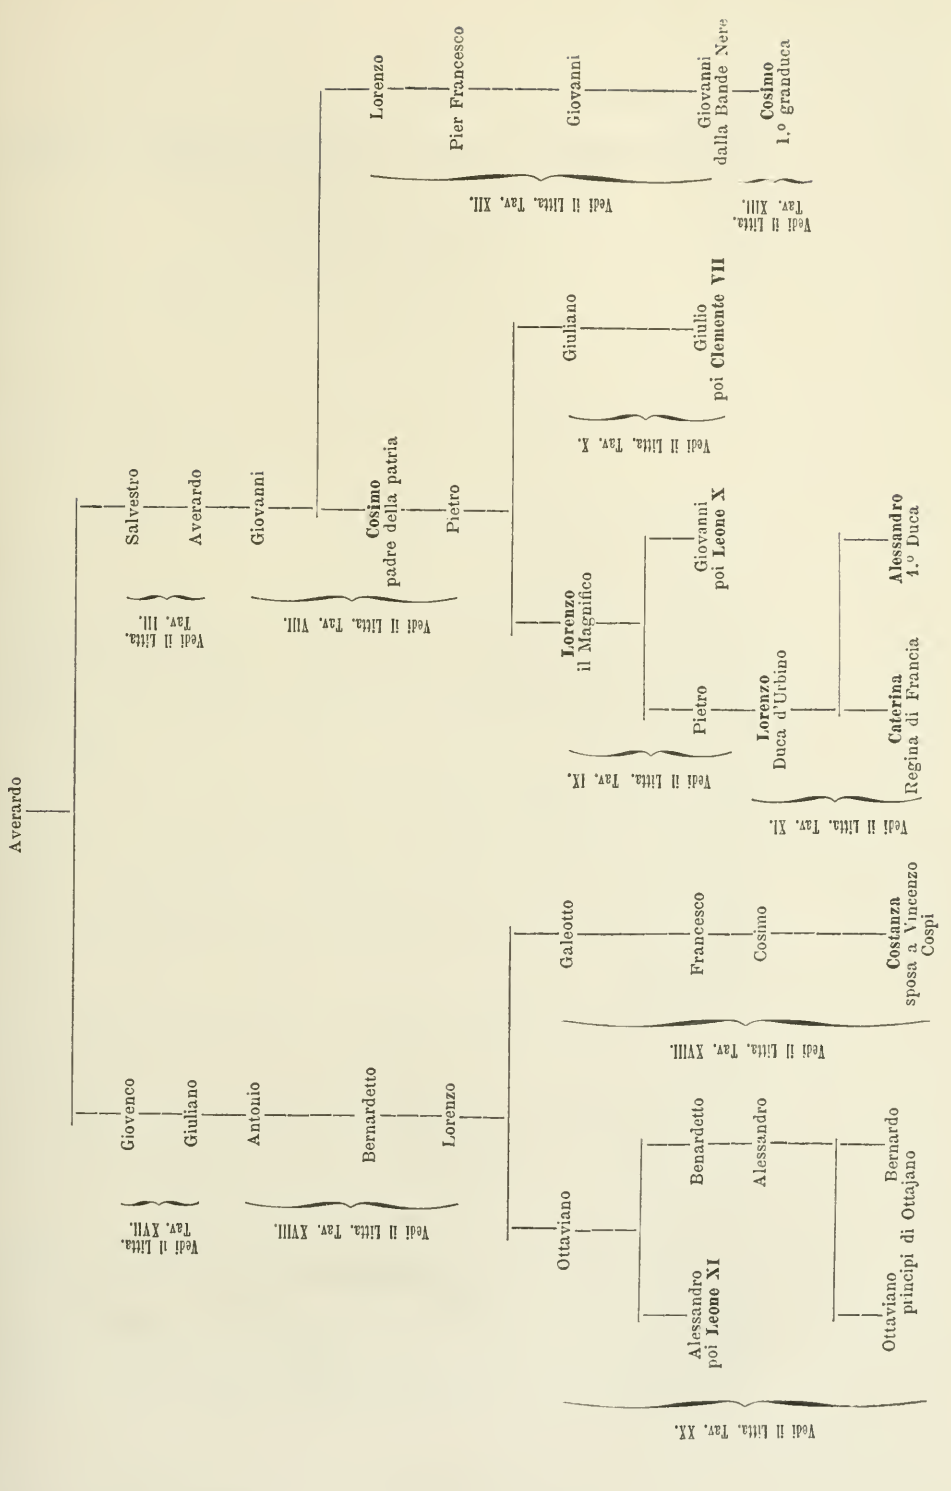 Averardo
Giovenco
Salvestro
Vedi il Litta.
Tav. XVII.
Vedi il Litta.
Tav. III.
Giuliano
Averardo
Antonio
Giovanni
Vedi il Litta. Tav. XVIII.
Vedi il Litta. Tav. VIII.
Bernardetto
Cosimo
padre della patria
Lorenzo
Lorenzo
Pietro
Pier Francesco
Vedi il Litta. Tav. XII.
Ottaviano
Galeotto
Lorenzo
il Magnifico
Giuliano
Giovanni
Vedi il Litta. Tav. XX.
Vedi il Litta. Tav. XVIII.
Vedi il Litta. Tav. IX.
Vedi il Litta. Tav. X.
Alessandro
poi Leone XI
Benardetto
Francesco
Pietro
Giovanni
poi Leone X
Giulio
poi Clemente VII
Giovanni
dalla Bande Nere
Alessandro
Cosimo
Lorenzo
Duca d'Urbino
Cosimo
1.º granduca
Vedi il Litta. Tav. XI.
Vedi il Litta.
Tav. XIII.
Ottaviano
Bernardo
principi di Ottajano
Costanza
sposa a Vincenzo
Cospi
Caterina
Regina di Francia
Alessandro
1.º Duca